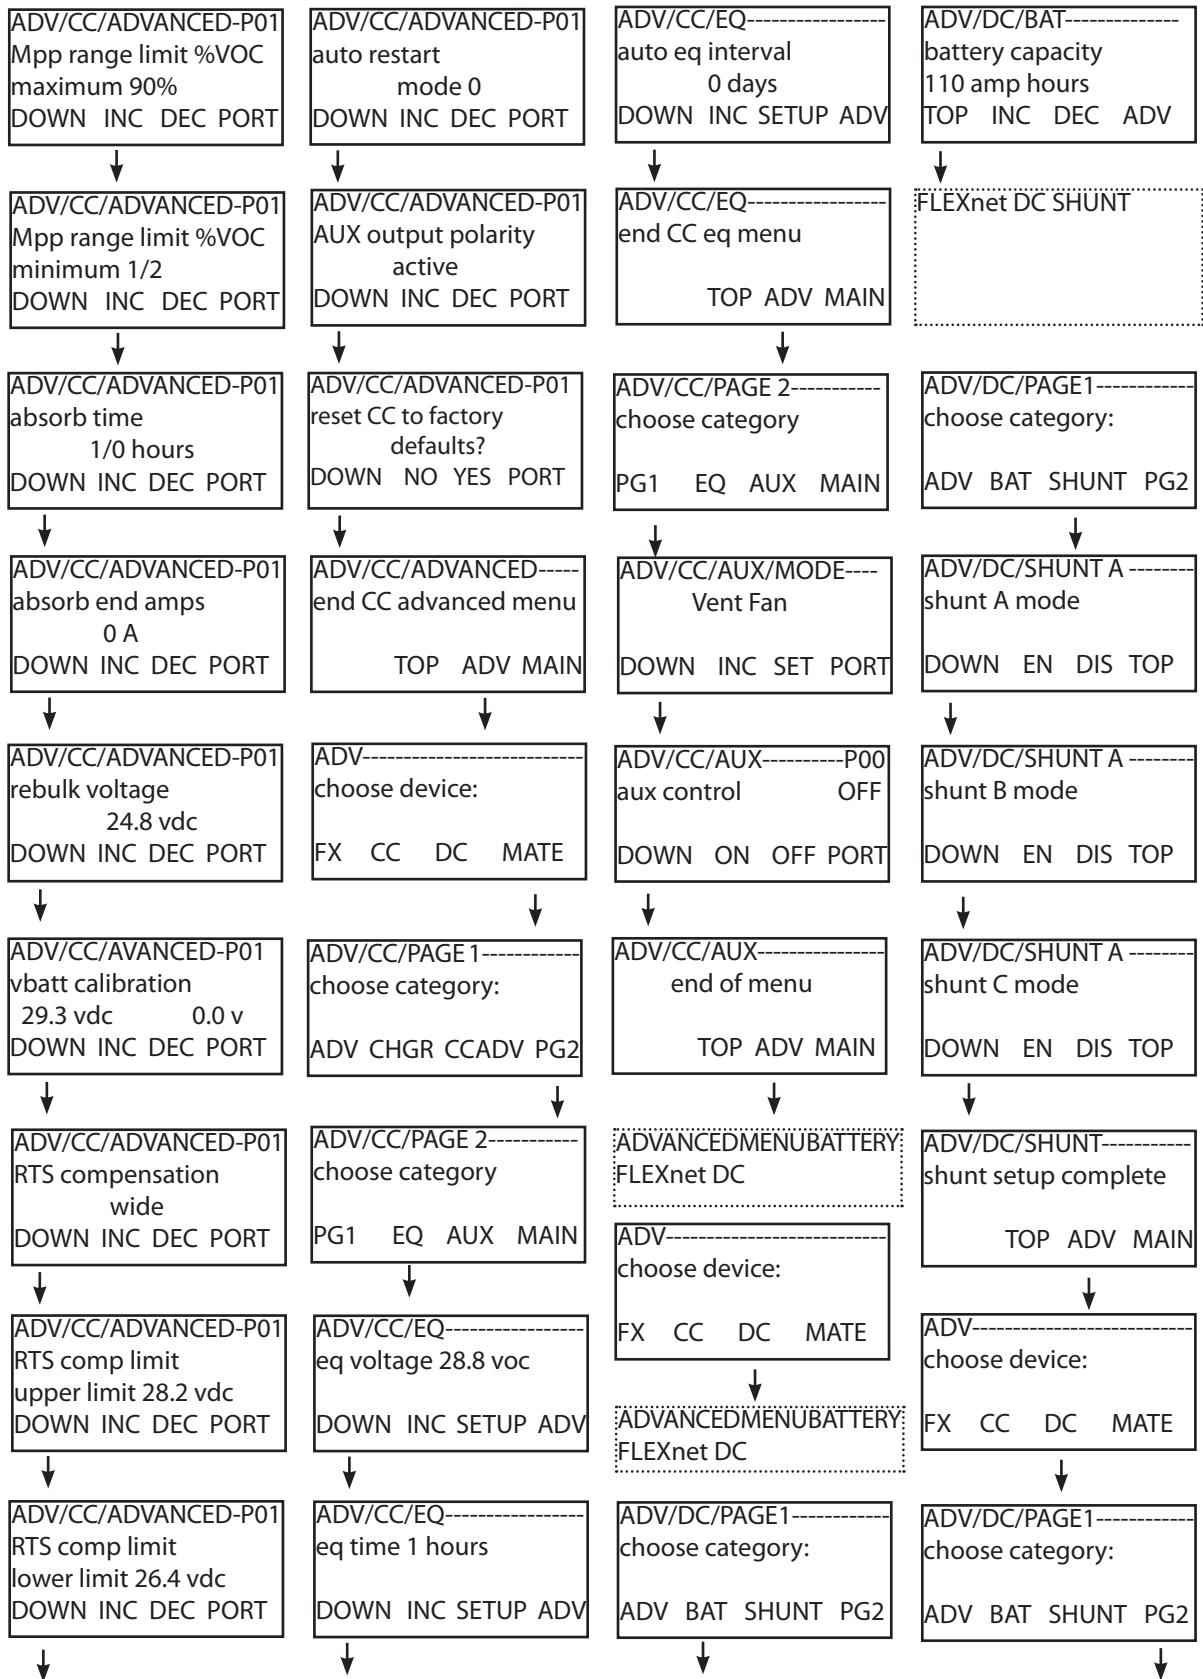 ADV/CC/ADVANCED-P01
Mpp range limit %VOC
maximum 90%
DOWN INC DEC PORT
ADV/CC/ADVANCED-P01
Mpp range limit %VOC
minimum 1/2
DOWN INC DEC PORT
ADV/CC/ADVANCED-P01
absorb time
1/0 hours
DOWN INC DEC PORT
ADV/CC/ADVANCED-P01
absorb end amps
0 A
DOWN INC DEC PORT
ADV/CC/ADVANCED-P01
rebulk voltage
24.8 vdc
DOWN INC DEC PORT
ADV/CC/AVANCED-P01
vbatt calibration
29.3 vdc 0.0 v
DOWN INC DEC PORT
ADV/CC/ADVANCED-P01
RTS compensation
wide
DOWN INC DEC PORT
ADV/CC/ADVANCED-P01
RTS comp limit
upper limit 28.2 vdc
DOWN INC DEC PORT
ADV/CC/ADVANCED-P01
RTS comp limit
lower limit 26.4 vdc
DOWN INC DEC PORT
ADV/CC/ADVANCED-P01
auto restart
mode 0
DOWN INC DEC PORT
ADV/CC/ADVANCED-P01
AUX output polarity
active
DOWN INC DEC PORT
ADV/CC/ADVANCED-P01
reset CC to factory
defaults?
DOWN NO YES PORT
ADV/CC/ADVANCED-----
end CC advanced menu
TOP ADV MAIN
ADV---------------------------
choose device:
FX CC DC MATE
ADV/CC/PAGE 1------------
choose category:
ADV CHGR CCADV PG2
ADV/CC/PAGE 2-----------
choose category
PG1 EQ AUX MAIN
ADV/CC/EQ-----------------
eq voltage 28.8 voc
DOWN INC SETUP ADV
ADV/CC/EQ-----------------
eq time 1 hours
DOWN INC SETUP ADV
ADV/CC/EQ-----------------
auto eq interval
0 days
DOWN INC SETUP ADV
ADV/CC/EQ-----------------
end CC eq menu
TOP ADV MAIN
ADV/CC/PAGE 2-----------
choose category
PG1 EQ AUX MAIN
ADV/CC/AUX/MODE----
Vent Fan
DOWN INC SET PORT
ADV/CC/AUX----------P00
aux control OFF
DOWN ON OFF PORT
ADV/CC/AUX----------------
end of menu
TOP ADV MAIN
ADVANCEDMENUBATTERY
FLEXnet DC
ADV---------------------------
choose device:
FX CC DC MATE
ADVANCEDMENUBATTERY
FLEXnet DC
ADV/DC/PAGE1------------
choose category:
ADV BAT SHUNT PG2
ADV/DC/BAT--------------
battery capacity
110 amp hours
TOP INC DEC ADV
FLEXnet DC SHUNT
ADV/DC/PAGE1------------
choose category:
ADV BAT SHUNT PG2
ADV/DC/SHUNT A --------
shunt A mode
DOWN EN DIS TOP
ADV/DC/SHUNT A --------
shunt B mode
DOWN EN DIS TOP
ADV/DC/SHUNT A --------
shunt C mode
DOWN EN DIS TOP
ADV/DC/SHUNT-----------
shunt setup complete
TOP ADV MAIN
ADV---------------------------
choose device:
FX CC DC MATE
ADV/DC/PAGE1------------
choose category:
ADV BAT SHUNT PG2